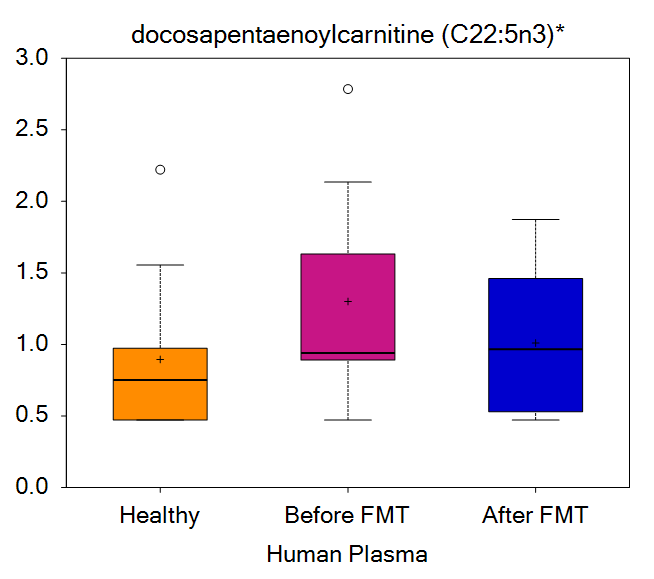 docosapentaenoylcarnitine (C22:5n3)*
3.0
2.5
2.0
1.5
1.0
0.5
0.0
Healthy Before FMT After FMT
Human Plasma